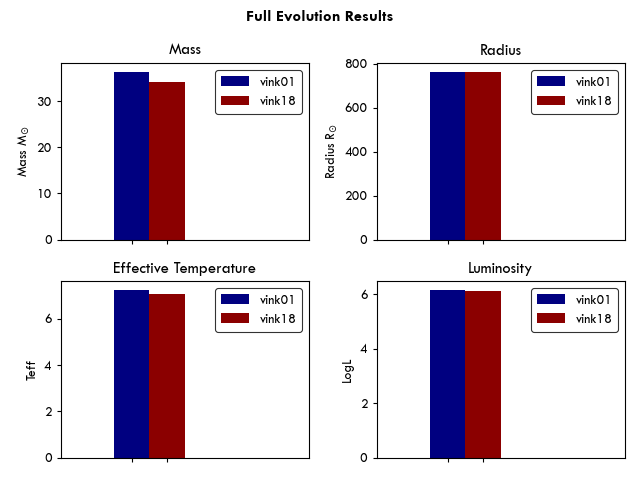 Full Evolution Results
Mass
Mass M⊙
30
20
10
0
vink01
vink18
Radius
Radius R⊙
800
600
400
200
0
vink01
vink18
Effective Temperature
Teff
6
4
2
0
vink01
vink18
Luminosity
LogL
6
4
2
0
vink01
vink18